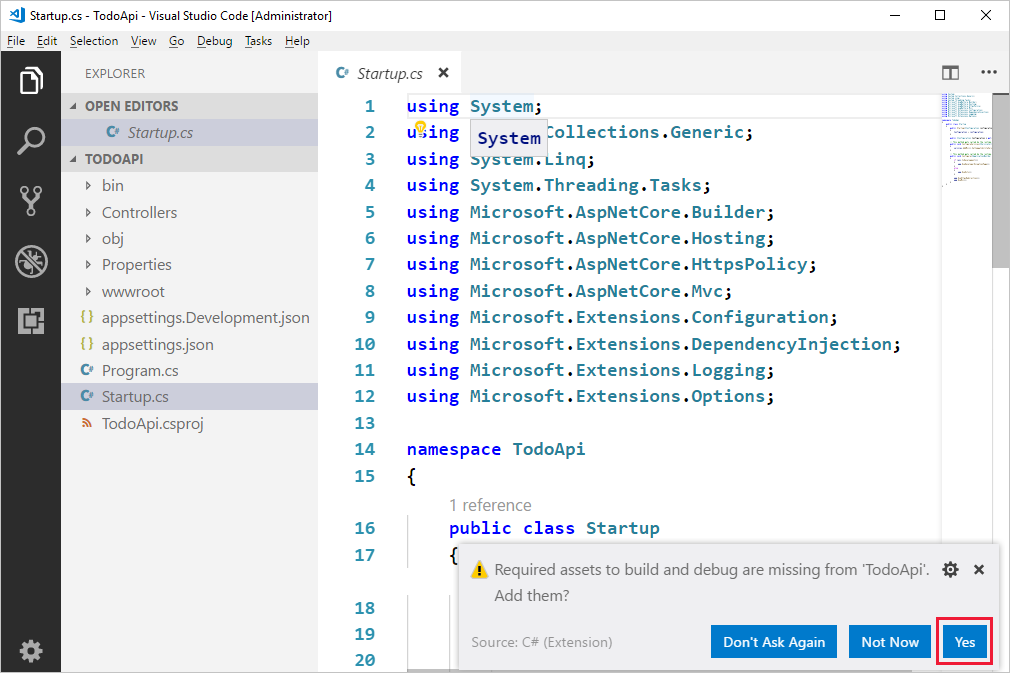 Startup.cs - TodoApi - Visual Studio Code [Administrator]
File Edit Selection View Go Debug Tasks Help
EXPLORER
OPEN EDITORS
Startup.cs
TODOAPI
bin
Controllers
obj
Properties
wwwroot
{} appsettings.Development.json
{} appsettings.json
C# Program.cs
C# Startup.cs
TodoApi.csproj
C# Startup.cs
1 using System;
2 using Collections.Generic;
System
3 using System.Linq;
4 using System.Threading.Tasks;
5 using Microsoft.AspNetCore.Builder;
6 using Microsoft.AspNetCore.Hosting;
7 using Microsoft.AspNetCore.HttpsPolicy;
8 using Microsoft.AspNetCore.Mvc;
9 using Microsoft.Extensions.Configuration;
10 using Microsoft.Extensions.DependencyInjection;
11 using Microsoft.Extensions.Logging;
12 using Microsoft.Extensions.Options;
13
14 namespace TodoApi
15 {
1 reference
16 public class Startup
17 {
18
19
20
Required assets to build and debug are missing from 'TodoApi'.
Add them?
Source: C# (Extension)
Don't Ask Again
Not Now
Yes